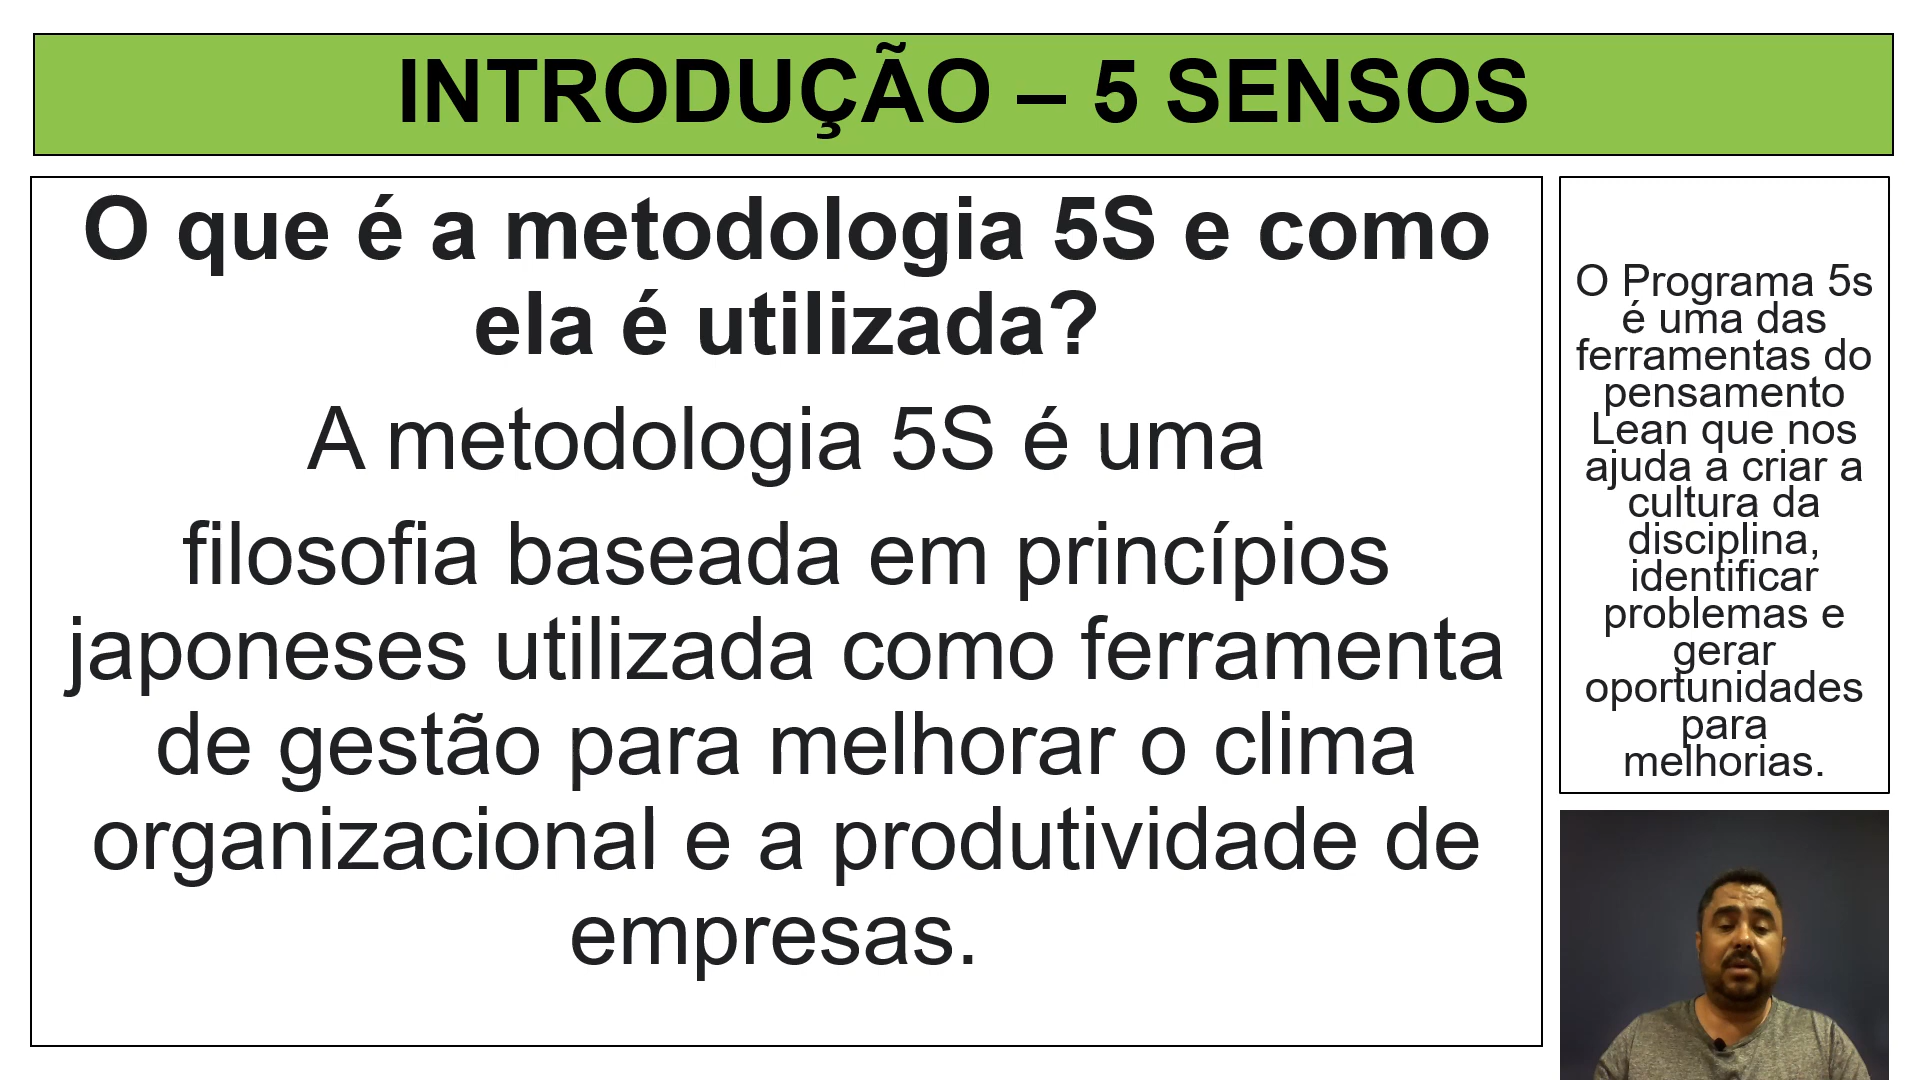 INTRODUÇÃO – 5 SENSOS
O que é a metodologia 5S e como
ela é utilizada?
A metodologia 5S é uma
filosofia baseada em princípios
japoneses utilizada como ferramenta
de gestão para melhorar o clima
organizacional e a produtividade de
empresas.
O Programa 5s
é uma das
ferramentas do
pensamento
Lean que nos
ajuda a criar a
cultura da
disciplina,
identificar
problemas e
gerar
oportunidades
para
melhorias.